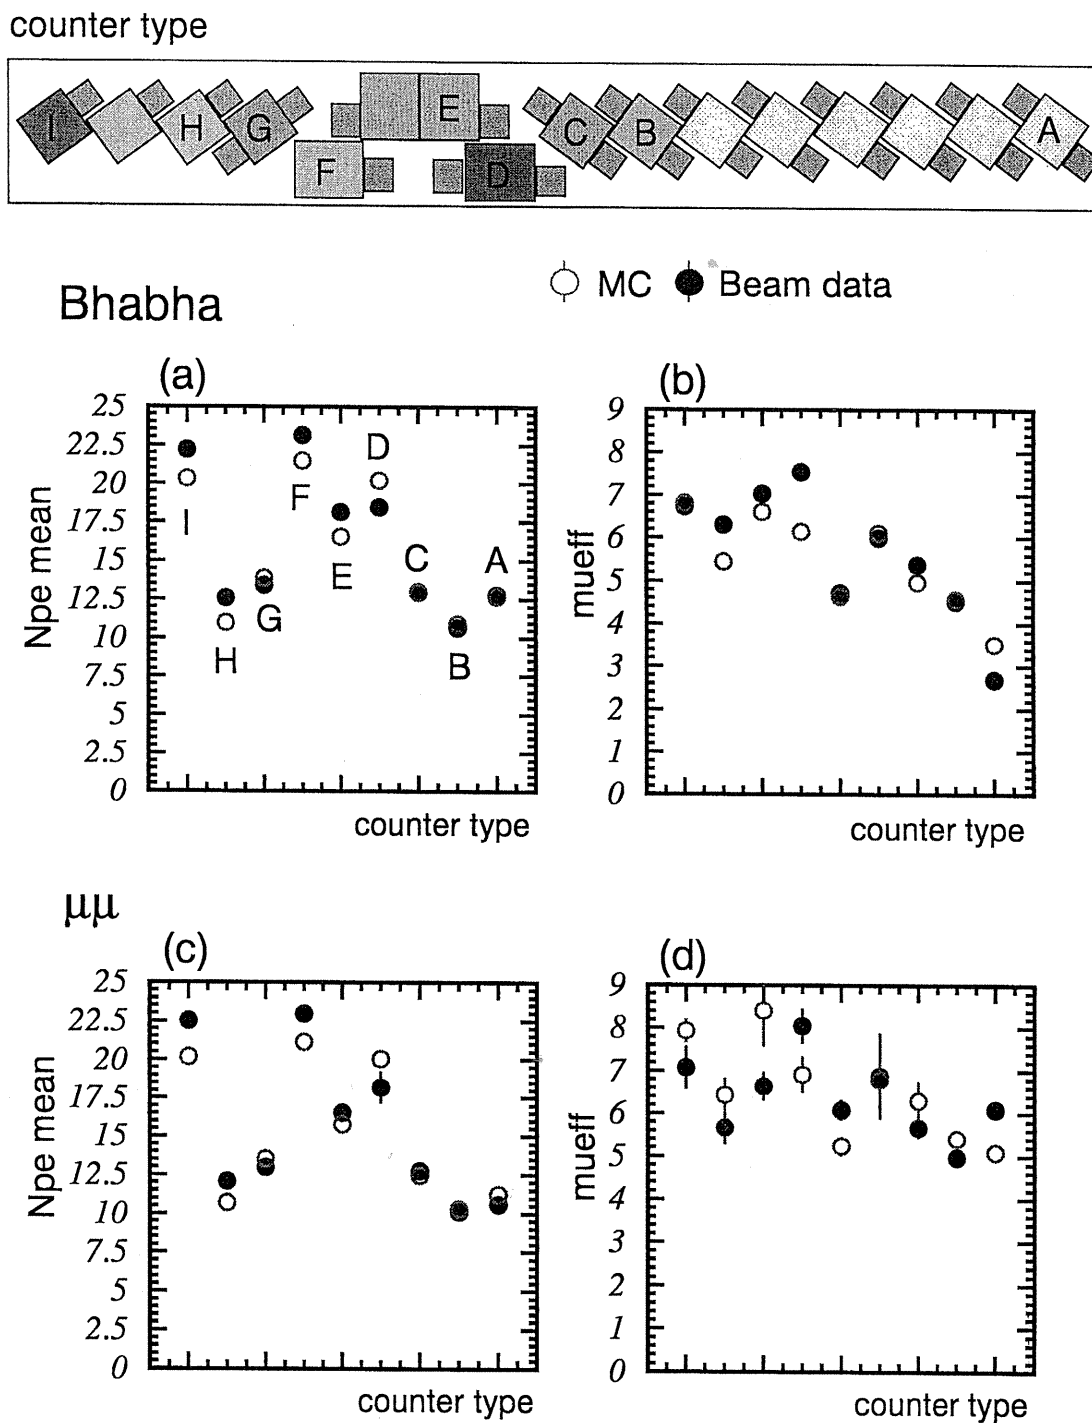 counter type
I H G F E D C B A
MC Beam data
Bhabha
(a)
25
22.5
20
17.5
15
12.5
10
7.5
5
2.5
0
Npe mean
I
H
G
F
E
D
C
B
A
counter type
(b)
9
8
7
6
5
4
3
2
1
0
mueff
counter type
μμ
(c)
25
22.5
20
17.5
15
12.5
10
7.5
5
2.5
0
Npe mean
counter type
(d)
9
8
7
6
5
4
3
2
1
0
mueff
counter type